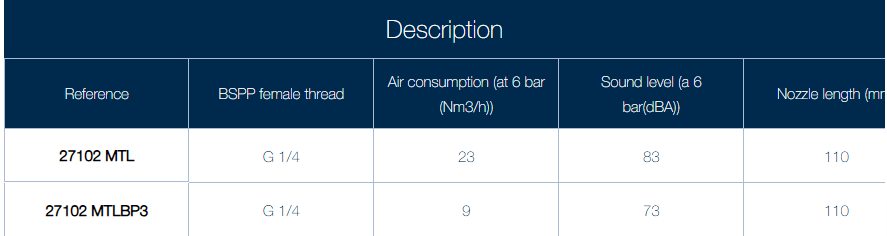 Description
Reference BSPP female thread Air consumption (at 6 bar (Nm3/h)) Sound level (a 6 bar(dBA)) Nozzle length (mm
27102 MTL G 1/4 23 83 110
27102 MTLBP3 G 1/4 9 73 110